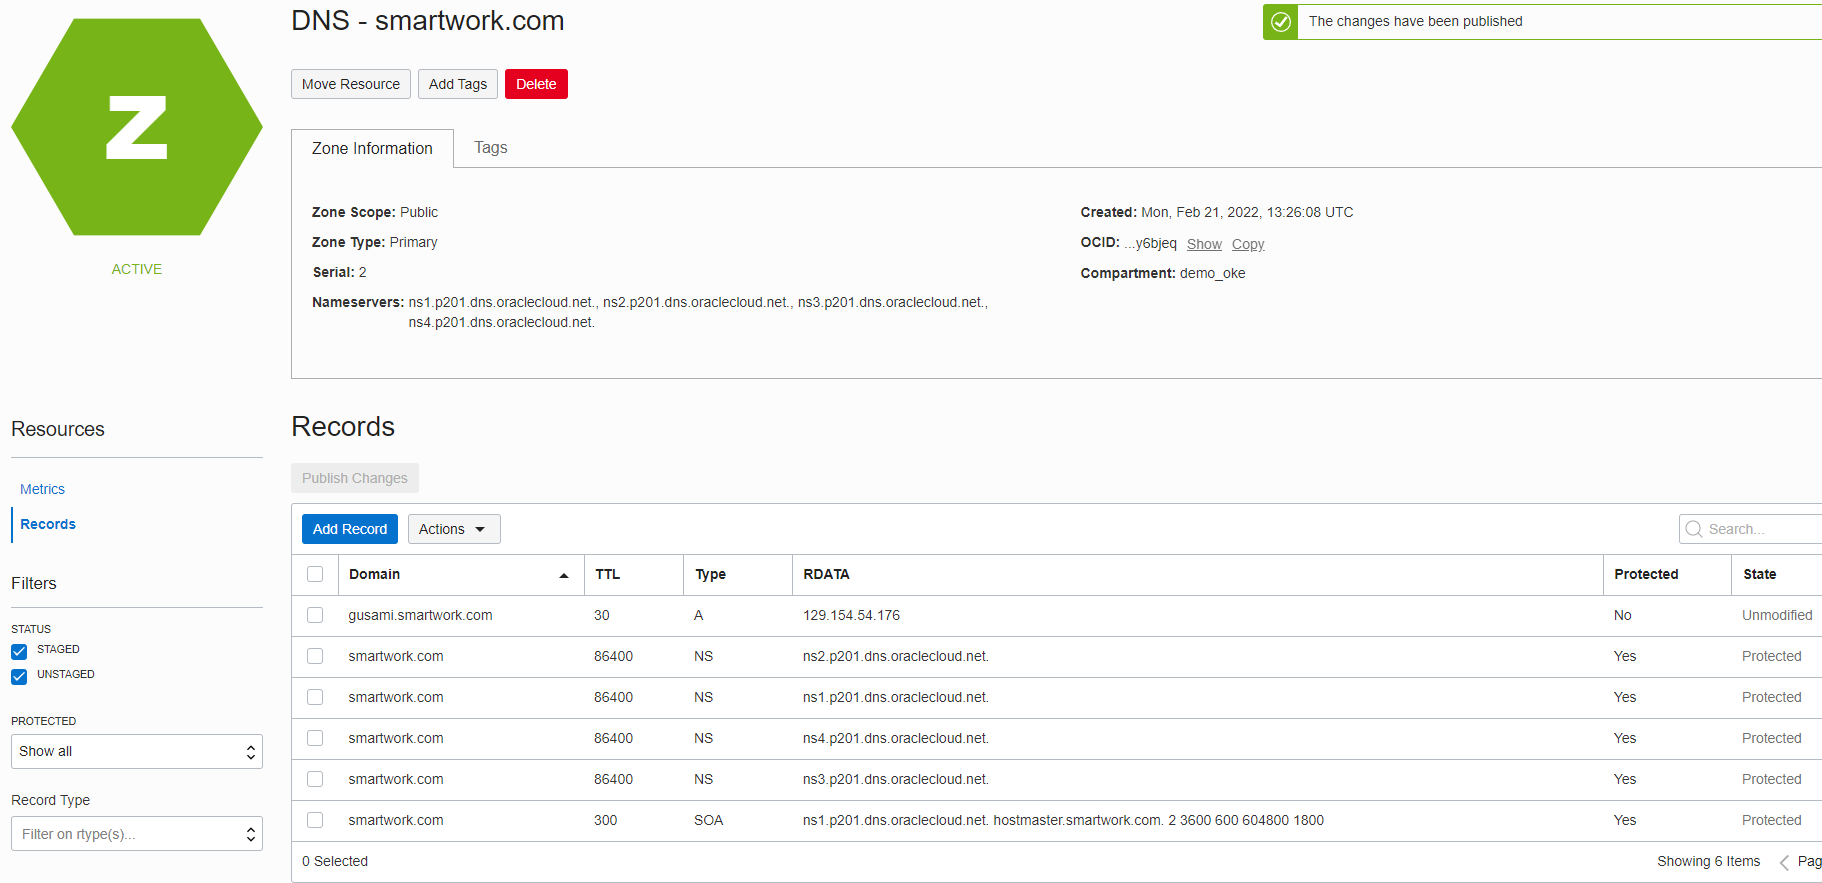 DNS - smartwork.com
The changes have been published
Z
ACTIVE
Move Resource Add Tags Delete
Zone Information Tags
Zone Scope: Public
Zone Type: Primary
Serial: 2
Nameservers: ns1.p201.dns.oraclecloud.net., ns2.p201.dns.oraclecloud.net., ns3.p201.dns.oraclecloud.net.,
ns4.p201.dns.oraclecloud.net.
Created: Mon, Feb 21, 2022, 13:26:08 UTC
OCID: ...y6bjeq Show Copy
Compartment: demo_oke
Resources
Metrics
Records
Filters
STATUS
STAGED
UNSTAGED
PROTECTED
Show all
Record Type
Filter on rtype(s)...
Records
Publish Changes
Add Record Actions Search...
Domain TTL Type RDATA Protected State
gusami.smartwork.com 30 A 129.154.54.176 No Unmodified
smartwork.com 86400 NS ns2.p201.dns.oraclecloud.net. Yes Protected
smartwork.com 86400 NS ns1.p201.dns.oraclecloud.net. Yes Protected
smartwork.com 86400 NS ns4.p201.dns.oraclecloud.net. Yes Protected
smartwork.com 86400 NS ns3.p201.dns.oraclecloud.net. Yes Protected
smartwork.com 300 SOA ns1.p201.dns.oraclecloud.net. hostmaster.smartwork.com. 2 3600 600 604800 1800 Yes Protected
0 Selected Showing 6 Items Pag